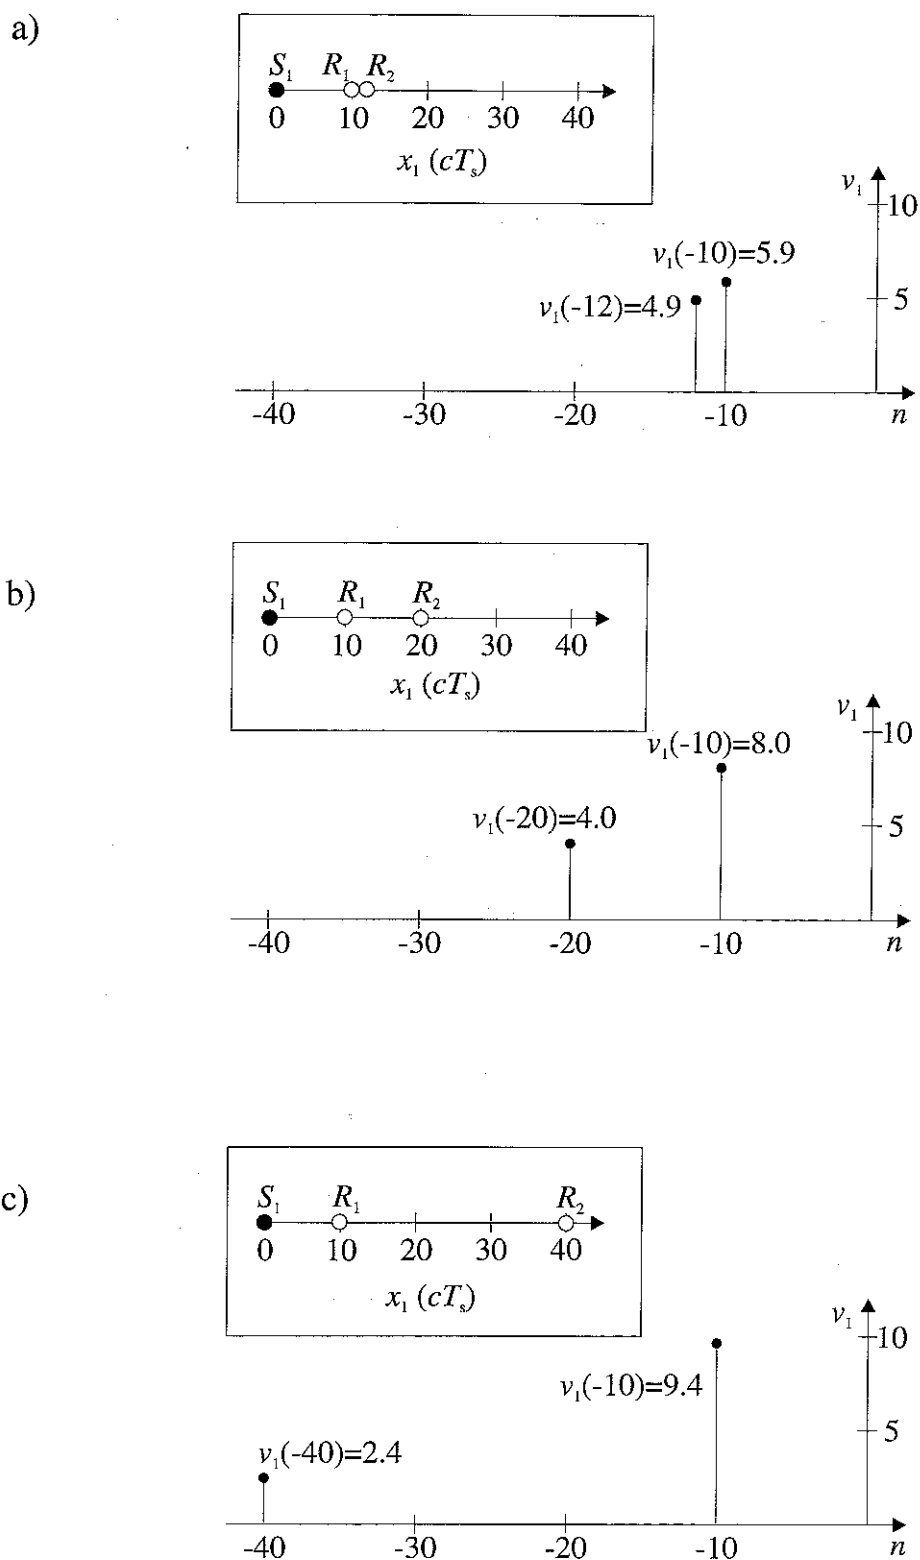 a)
S₁ R₁ R₂
0 10 20 30 40
x₁ (cTₛ)
v₁
10
v₁(-10)=5.9
v₁(-12)=4.9
5
-40 -30 -20 -10 n
b)
S₁ R₁ R₂
0 10 20 30 40
x₁ (cTₛ)
v₁
10
v₁(-10)=8.0
v₁(-20)=4.0
5
-40 -30 -20 -10 n
c)
S₁ R₁ R₂
0 10 20 30 40
x₁ (cTₛ)
v₁
10
v₁(-10)=9.4
5
v₁(-40)=2.4
-40 -30 -20 -10 n